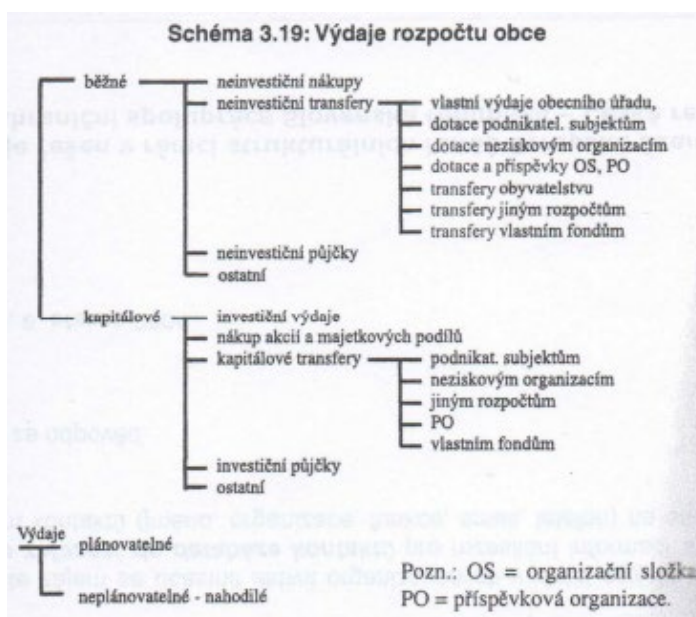 Schéma 3.19: Výdaje rozpočtu obce
běžné
neinvestiční nákupy
neinvestiční transfery
vlastní výdaje obecního úřadu,
dotace podnikatel. subjektům
dotace neziskovým organizacím
dotace a příspěvky OS, PO
transfery obyvatelstvu
transfery jiným rozpočtům
transfery vlastním fondům
neinvestiční půjčky
ostatní
kapitálové
investiční výdaje
nákup akcií a majetkových podílů
kapitálové transfery
podnikat. subjektům
neziskovým organizacím
jiným rozpočtům
PO
vlastním fondům
investiční půjčky
ostatní
Výdaje
plánovatelné
neplánovatelné - nahodilé
Pozn.: OS = organizační složka
PO = příspěvková organizace.